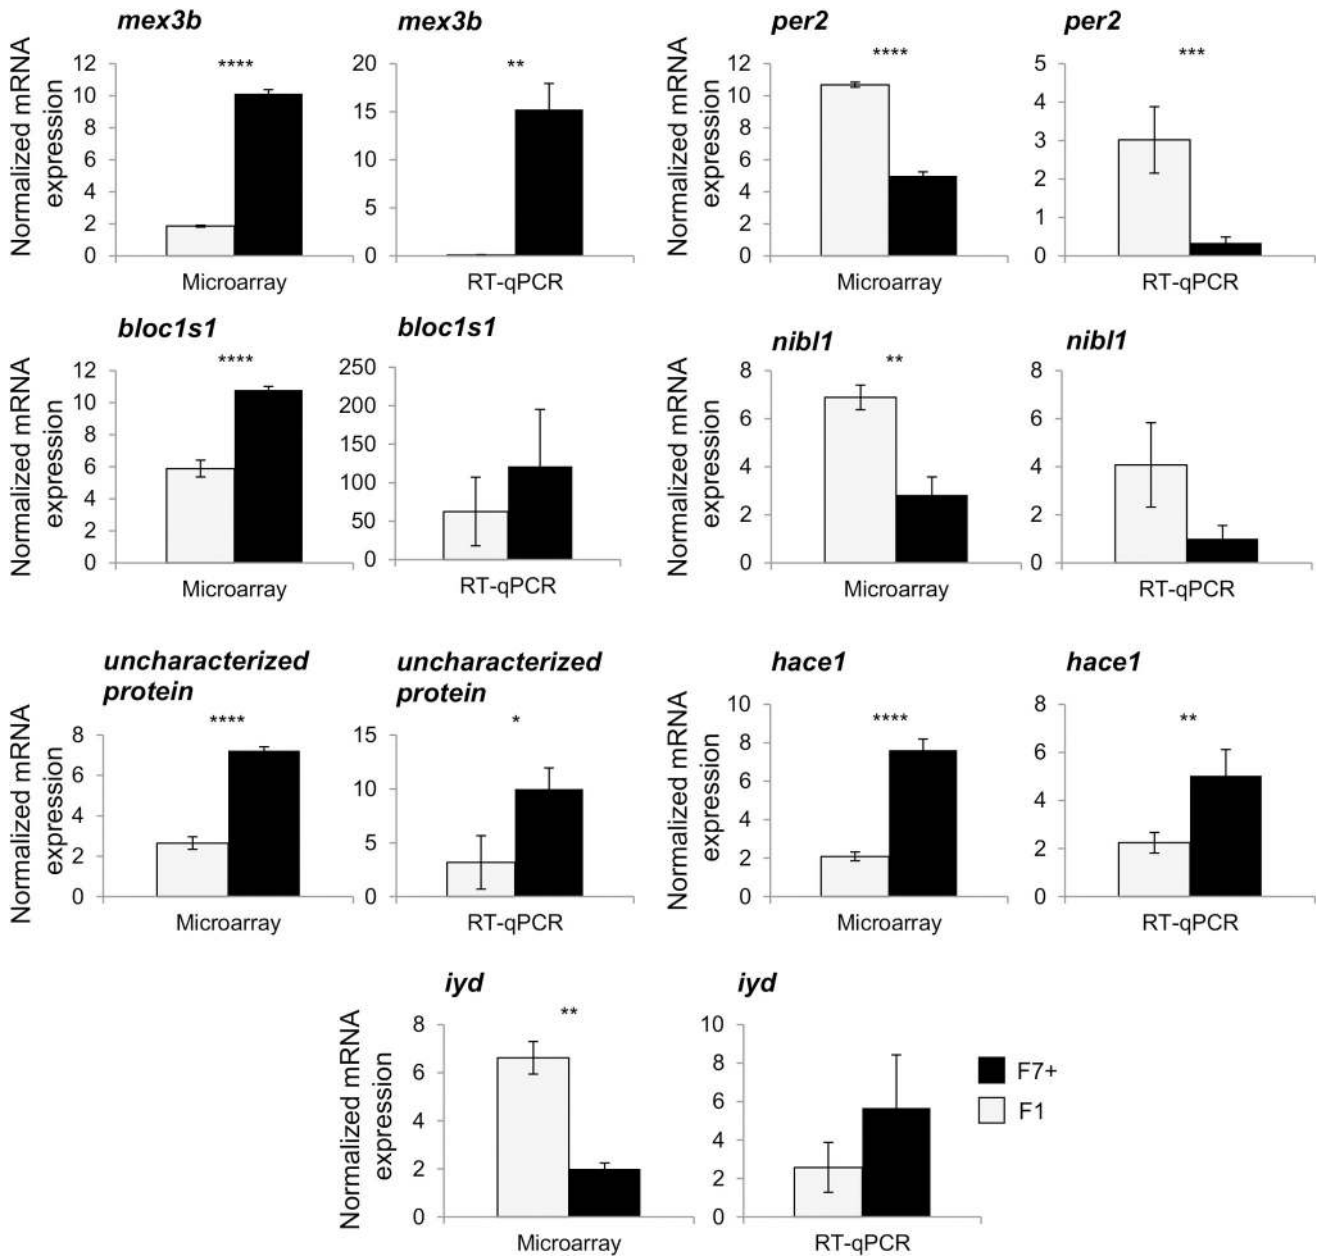 mex3b
mex3b
per2
per2
Normalized mRNA
expression
12
10
8
6
4
2
0
****
Microarray
20
15
10
5
0
**
RT-qPCR
Normalized mRNA
expression
12
10
8
6
4
2
0
****
Microarray
5
4
3
2
1
0
***
RT-qPCR
bloc1s1
bloc1s1
nibl1
nibl1
Normalized mRNA
expression
12
10
8
6
4
2
0
****
Microarray
250
200
150
100
50
0
RT-qPCR
Normalized mRNA
expression
8
6
4
2
0
**
Microarray
8
6
4
2
0
RT-qPCR
uncharacterized
protein
uncharacterized
protein
hace1
hace1
Normalized mRNA
expression
8
6
4
2
0
****
Microarray
15
10
5
0
*
RT-qPCR
Normalized mRNA
expression
10
8
6
4
2
0
****
Microarray
8
6
4
2
0
**
RT-qPCR
iyd
iyd
Normalized mRNA
expression
8
6
4
2
0
**
Microarray
10
8
6
4
2
0
RT-qPCR
F7+
F1